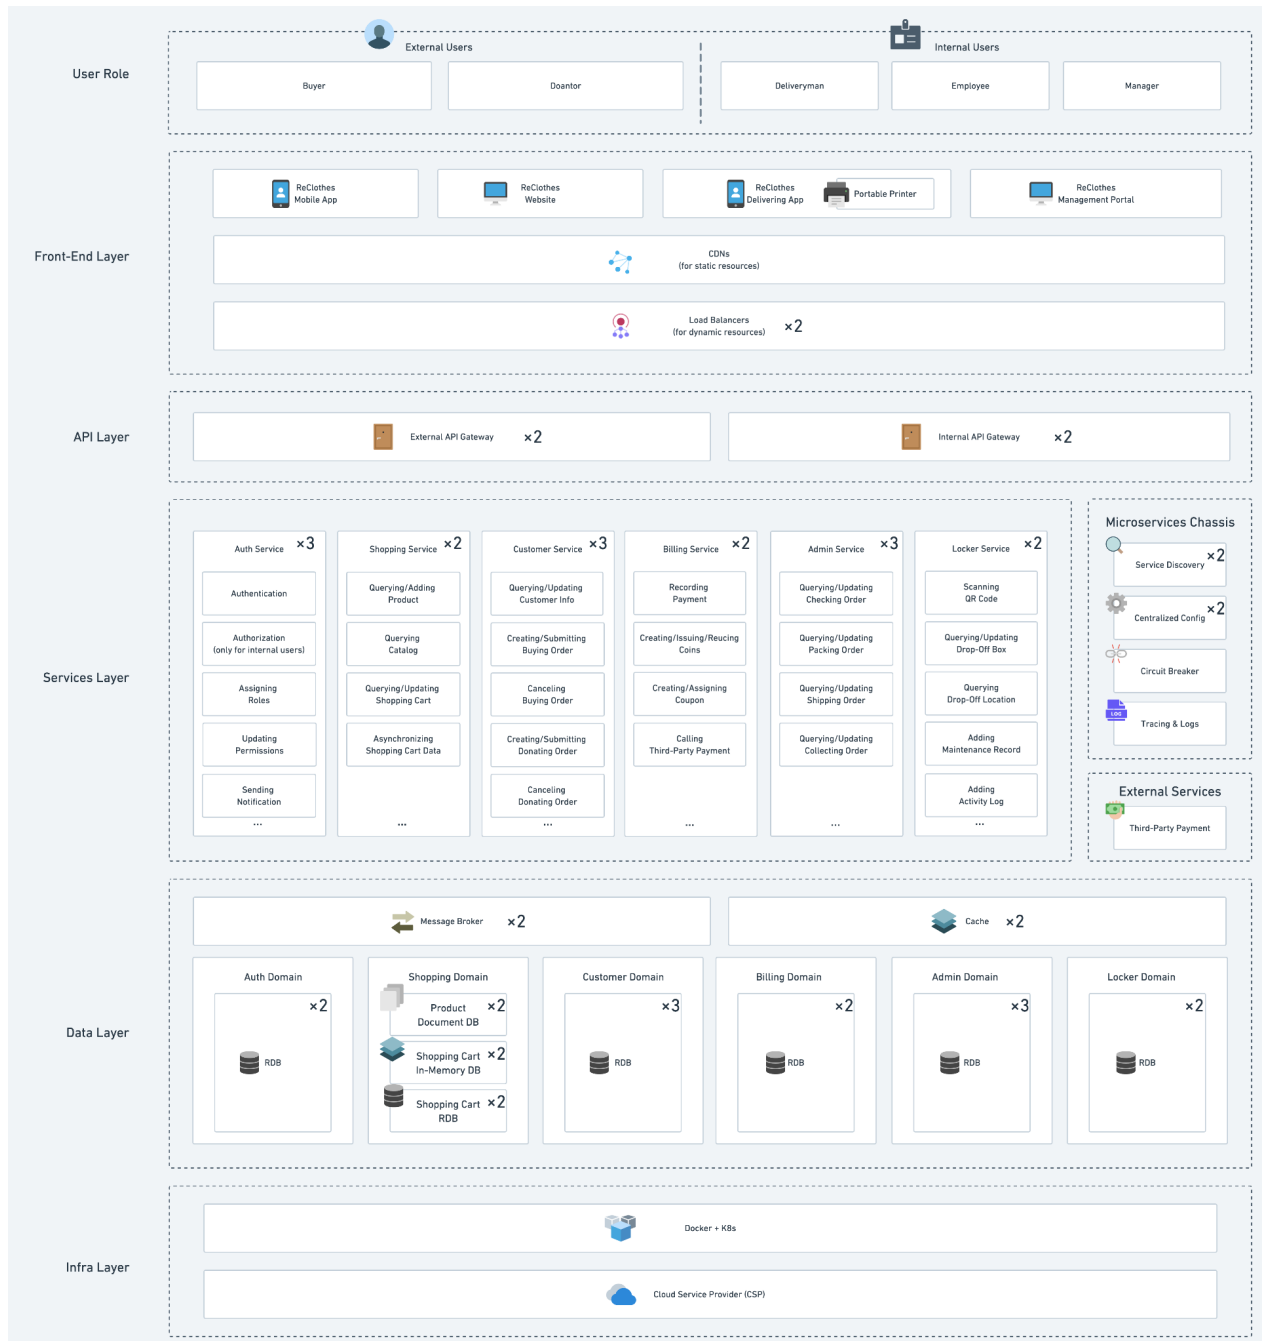 User Role
External Users
Internal Users
Buyer
Doantor
Deliveryman
Employee
Manager
Front-End Layer
ReClothes
Mobile App
ReClothes
Website
ReClothes
Delivering App
Portable Printer
ReClothes
Management Portal
CDNs
(for static resources)
Load Balancers
(for dynamic resources)
×2
API Layer
External API Gateway
×2
Internal API Gateway
×2
Services Layer
Auth Service
×3
Authentication
Authorization
(only for internal users)
Assigning
Roles
Updating
Permissions
Sending
Notification
...
Shopping Service
×2
Querying/Adding
Product
Querying
Catalog
Querying/Updating
Shopping Cart
Asynchronizing
Shopping Cart Data
...
Customer Service
×3
Querying/Updating
Customer Info
Creating/Submitting
Buying Order
Canceling
Buying Order
Creating/Submitting
Donating Order
Canceling
Donating Order
...
Billing Service
×2
Recording
Payment
Creating/Issuing/Reucing
Coins
Creating/Assigning
Coupon
Calling
Third-Party Payment
...
Admin Service
×3
Querying/Updating
Checking Order
Querying/Updating
Packing Order
Querying/Updating
Shipping Order
Querying/Updating
Collecting Order
...
Locker Service
×2
Scanning
QR Code
Querying/Updating
Drop-Off Box
Querying
Drop-Off Location
Adding
Maintenance Record
Adding
Activity Log
...
Microservices Chassis
Service Discovery
×2
Centralized Config
×2
Circuit Breaker
LOG
Tracing & Logs
External Services
Third-Party Payment
Data Layer
Message Broker
×2
Cache
×2
Auth Domain
×2
RDB
Shopping Domain
Product
Document DB
×2
Shopping Cart
In-Memory DB
×2
Shopping Cart
RDB
×2
Customer Domain
×3
RDB
Billing Domain
×2
RDB
Admin Domain
×3
RDB
Locker Domain
×2
RDB
Infra Layer
Docker + K8s
Cloud Service Provider (CSP)